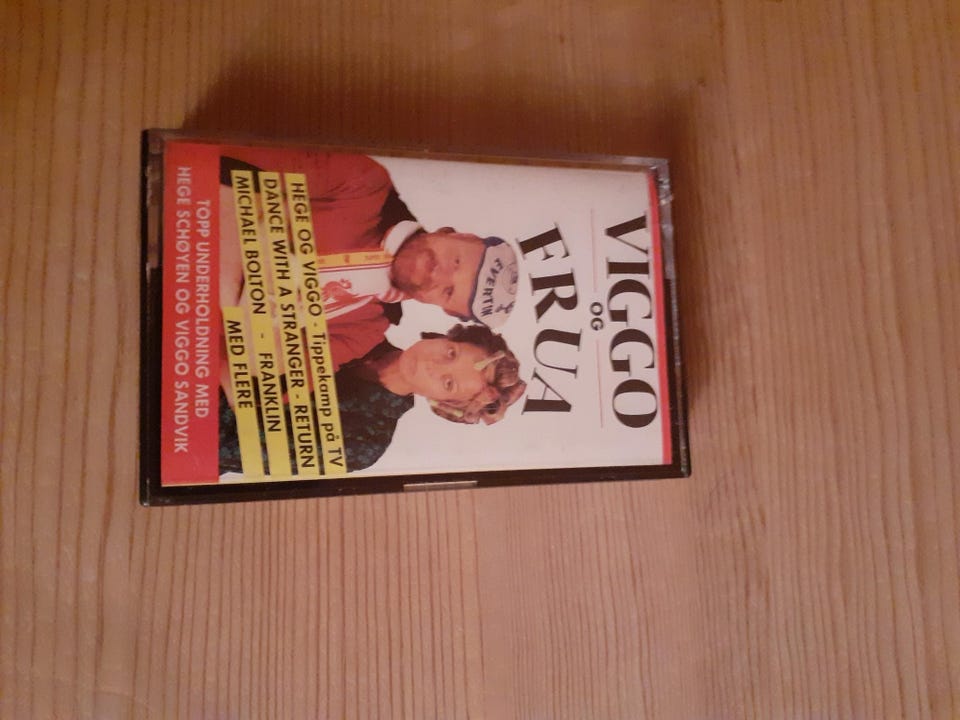 VIGGO
OG
FRUA
EVERTON
HEGE OG VIGGO - Tippekamp på TV
DANCE WITH A STRANGER - RETURN
MICHAEL BOLTON - FRANKLIN
MED FLERE
TOPP UNDERHOLDNING MED
HEGE SCHØYEN OG VIGGO SANDVIK